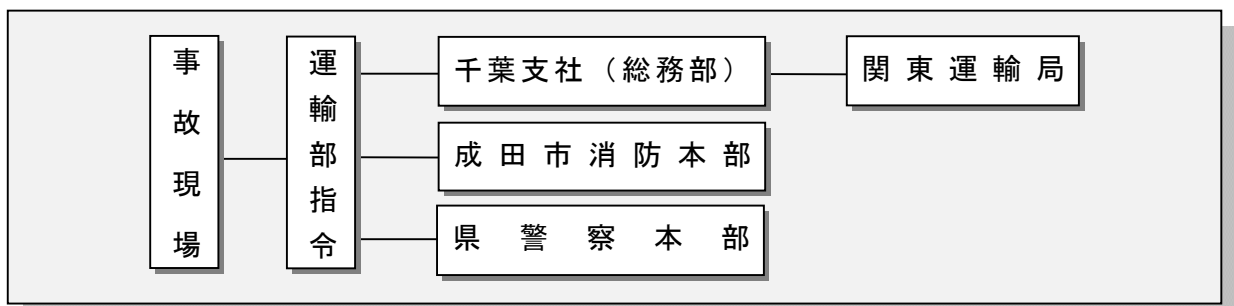 事故現場
運輸部指令
千葉支社（総務部）
関東運輸局
成田市消防本部
県警察本部